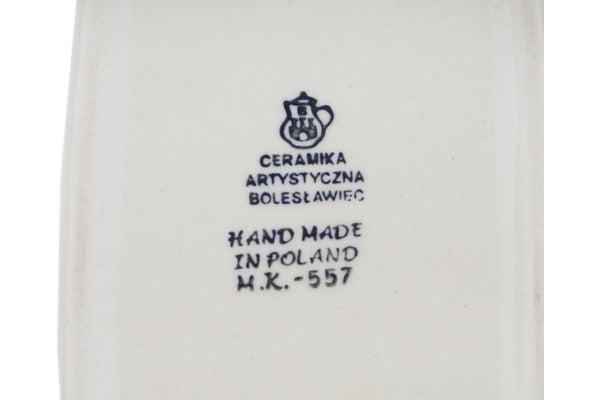 CERAMIKA
ARTYSTYCZNA
BOLESŁAWIEC
HAND MADE
IN POLAND
M.K.-557